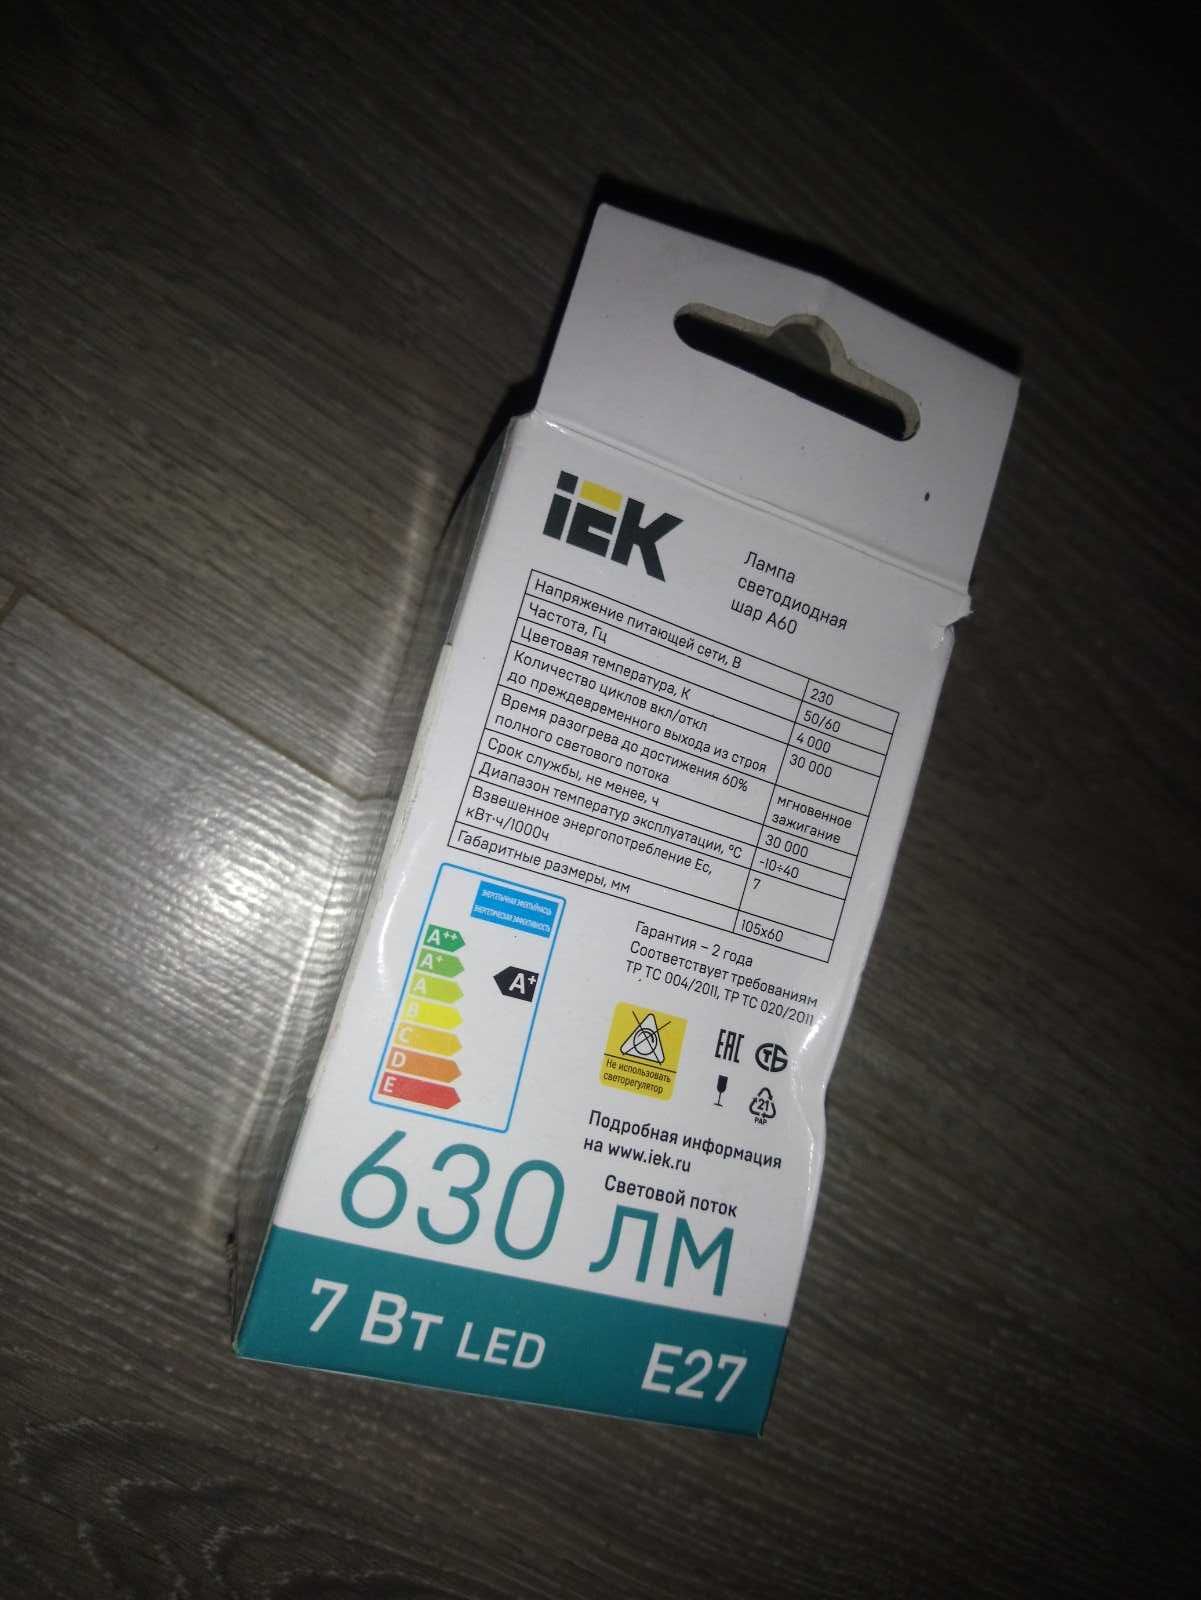 iEK
Лампа
светодиодная
шар A60
Напряжение питающей сети, В 230
Частота, Гц 50/60
Цветовая температура, К 4 000
Количество циклов вкл/откл
до преждевременного выхода из строя 30 000
Время разогрева до достижения 60%
полного светового потока мгновенное
зажигание
Срок службы, не менее, ч 30 000
Диапазон температур эксплуатации, °С -10÷40
Взвешенное энергопотребление Ес,
кВт·ч/1000ч 7
Габаритные размеры, мм 105x60
ЭНЕРГЕТИЧЕСКАЯ ЭФФЕКТИВНОСТЬ
A++
A+
A
B
C
D
E
A+
Гарантия – 2 года
Соответствует требованиям
ТР ТС 004/2011, ТР ТС 020/2011
Не использовать
светорегулятор
EAC
21
PAP
Подробная информация
на www.iek.ru
Световой поток
630 ЛМ
7 Вт LED E27